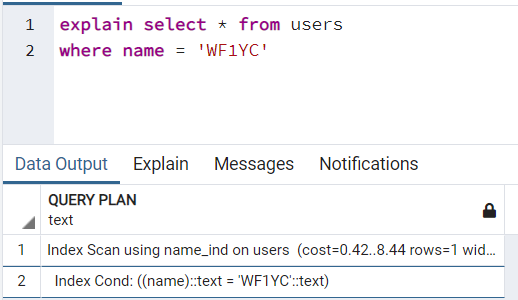 1 explain select * from users
2 where name = 'WF1YC'
Data Output Explain Messages Notifications
QUERY PLAN
text
1 Index Scan using name_ind on users (cost=0.42..8.44 rows=1 wid...
2 Index Cond: ((name)::text = 'WF1YC'::text)